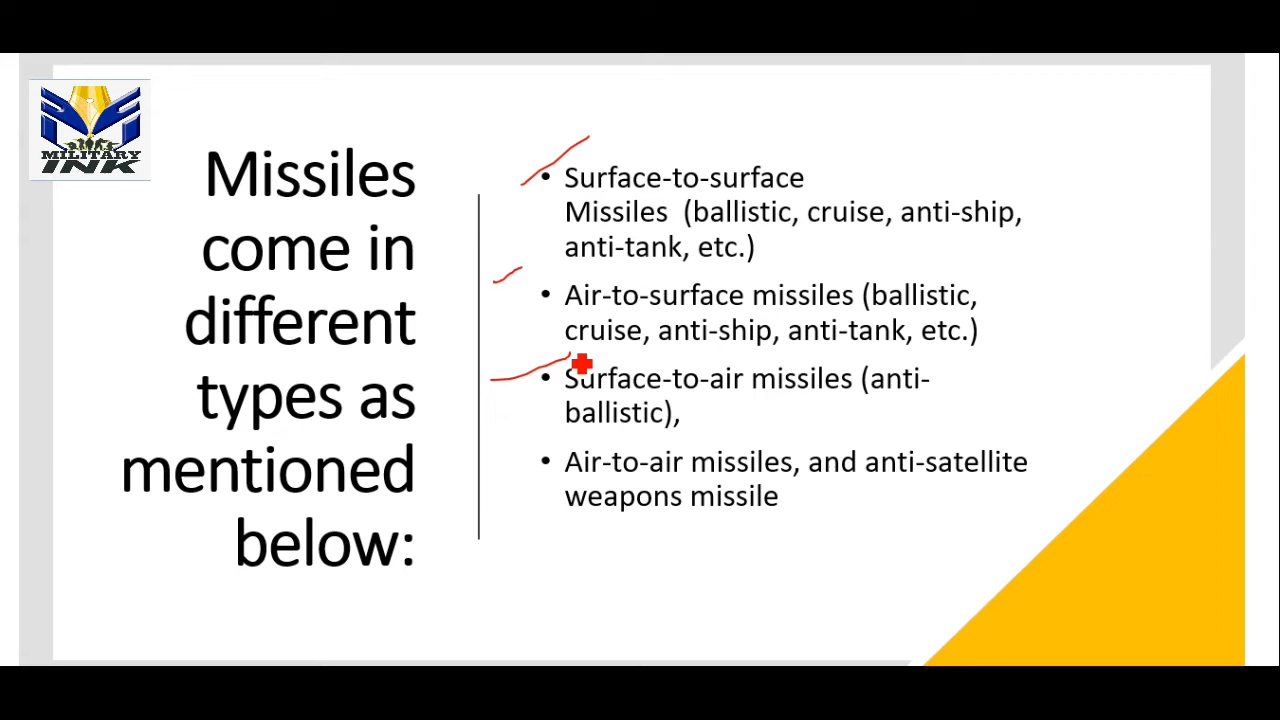 MILITARY
INK
Missiles
come in
different
types as
mentioned
below:
• Surface-to-surface
Missiles (ballistic, cruise, anti-ship,
anti-tank, etc.)
• Air-to-surface missiles (ballistic,
cruise, anti-ship, anti-tank, etc.)
• Surface-to-air missiles (anti-
ballistic),
• Air-to-air missiles, and anti-satellite
weapons missile